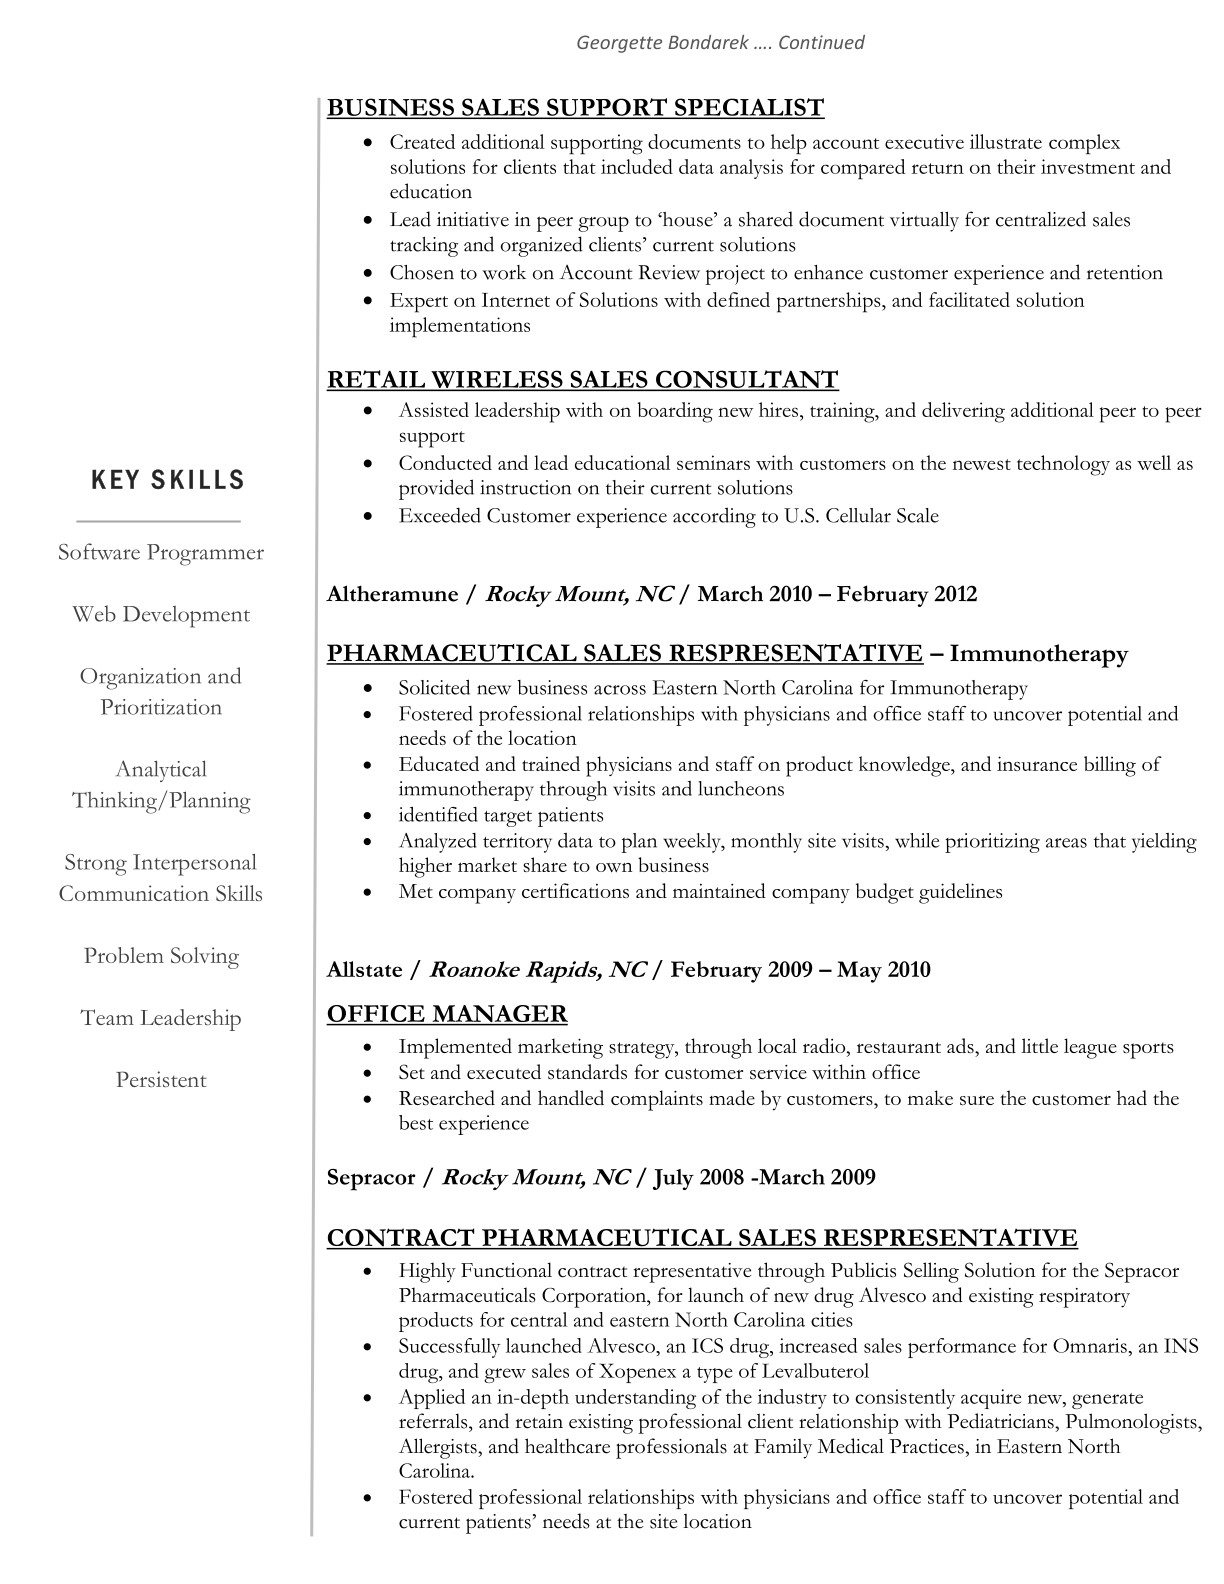 Georgette Bondarek …. Continued
KEY SKILLS
Software Programmer
Web Development
Organization and
Prioritization
Analytical
Thinking/Planning
Strong Interpersonal
Communication Skills
Problem Solving
Team Leadership
Persistent
BUSINESS SALES SUPPORT SPECIALIST
• Created additional supporting documents to help account executive illustrate complex
solutions for clients that included data analysis for compared return on their investment and
education
• Lead initiative in peer group to ‘house’ a shared document virtually for centralized sales
tracking and organized clients’ current solutions
• Chosen to work on Account Review project to enhance customer experience and retention
• Expert on Internet of Solutions with defined partnerships, and facilitated solution
implementations
RETAIL WIRELESS SALES CONSULTANT
• Assisted leadership with on boarding new hires, training, and delivering additional peer to peer
support
• Conducted and lead educational seminars with customers on the newest technology as well as
provided instruction on their current solutions
• Exceeded Customer experience according to U.S. Cellular Scale
Altheramune / Rocky Mount, NC / March 2010 – February 2012
PHARMACEUTICAL SALES RESPRESENTATIVE – Immunotherapy
• Solicited new business across Eastern North Carolina for Immunotherapy
• Fostered professional relationships with physicians and office staff to uncover potential and
needs of the location
• Educated and trained physicians and staff on product knowledge, and insurance billing of
immunotherapy through visits and luncheons
• identified target patients
• Analyzed territory data to plan weekly, monthly site visits, while prioritizing areas that yielding
higher market share to own business
• Met company certifications and maintained company budget guidelines
Allstate / Roanoke Rapids, NC / February 2009 – May 2010
OFFICE MANAGER
• Implemented marketing strategy, through local radio, restaurant ads, and little league sports
• Set and executed standards for customer service within office
• Researched and handled complaints made by customers, to make sure the customer had the
best experience
Sepracor / Rocky Mount, NC / July 2008 -March 2009
CONTRACT PHARMACEUTICAL SALES RESPRESENTATIVE
• Highly Functional contract representative through Publicis Selling Solution for the Sepracor
Pharmaceuticals Corporation, for launch of new drug Alvesco and existing respiratory
products for central and eastern North Carolina cities
• Successfully launched Alvesco, an ICS drug, increased sales performance for Omnaris, an INS
drug, and grew sales of Xopenex a type of Levalbuterol
• Applied an in-depth understanding of the industry to consistently acquire new, generate
referrals, and retain existing professional client relationship with Pediatricians, Pulmonologists,
Allergists, and healthcare professionals at Family Medical Practices, in Eastern North
Carolina.
• Fostered professional relationships with physicians and office staff to uncover potential and
current patients’ needs at the site location